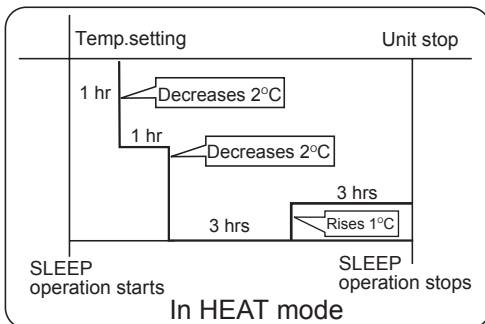 Temp.setting
Unit stop
1 hr
Decreases 2°C
1 hr
Decreases 2°C
3 hrs
3 hrs
Rises 1°C
SLEEP
operation starts
SLEEP
operation stops
In HEAT mode